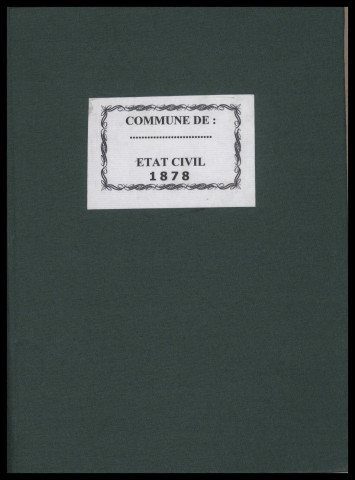 COMMUNE DE :
..............................
ETAT CIVIL
1878